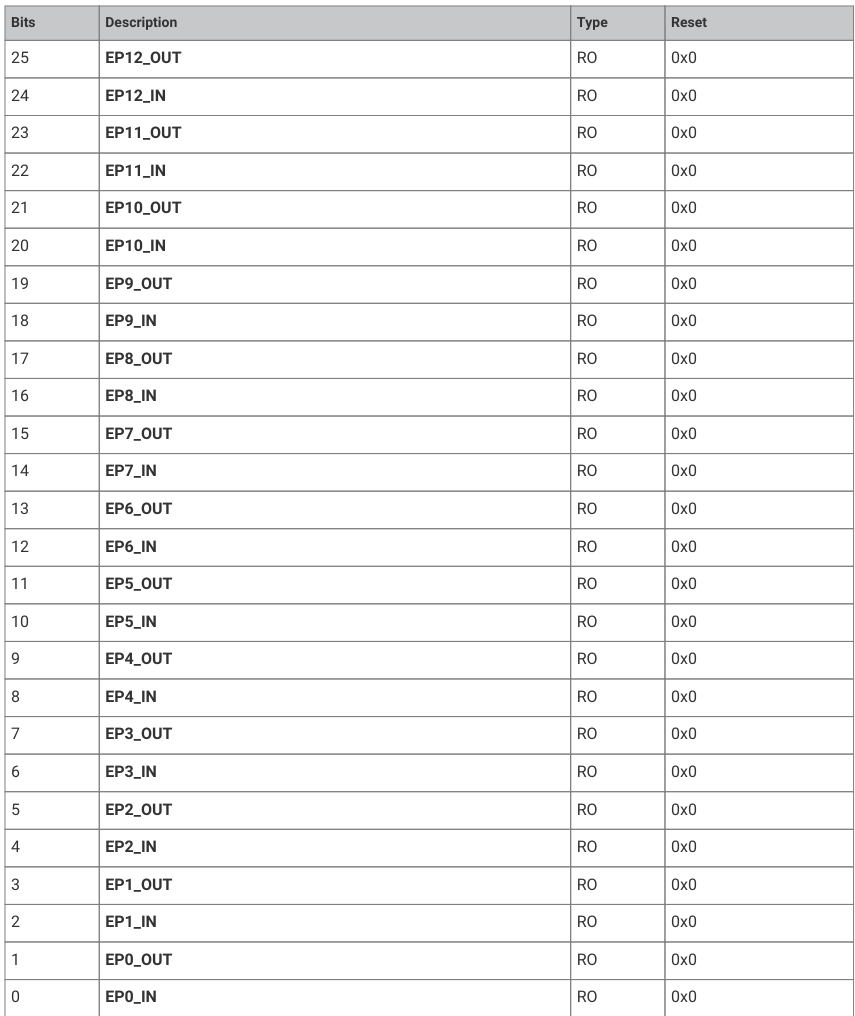 Bits Description Type Reset
25 EP12_OUT RO 0x0
24 EP12_IN RO 0x0
23 EP11_OUT RO 0x0
22 EP11_IN RO 0x0
21 EP10_OUT RO 0x0
20 EP10_IN RO 0x0
19 EP9_OUT RO 0x0
18 EP9_IN RO 0x0
17 EP8_OUT RO 0x0
16 EP8_IN RO 0x0
15 EP7_OUT RO 0x0
14 EP7_IN RO 0x0
13 EP6_OUT RO 0x0
12 EP6_IN RO 0x0
11 EP5_OUT RO 0x0
10 EP5_IN RO 0x0
9 EP4_OUT RO 0x0
8 EP4_IN RO 0x0
7 EP3_OUT RO 0x0
6 EP3_IN RO 0x0
5 EP2_OUT RO 0x0
4 EP2_IN RO 0x0
3 EP1_OUT RO 0x0
2 EP1_IN RO 0x0
1 EP0_OUT RO 0x0
0 EP0_IN RO 0x0